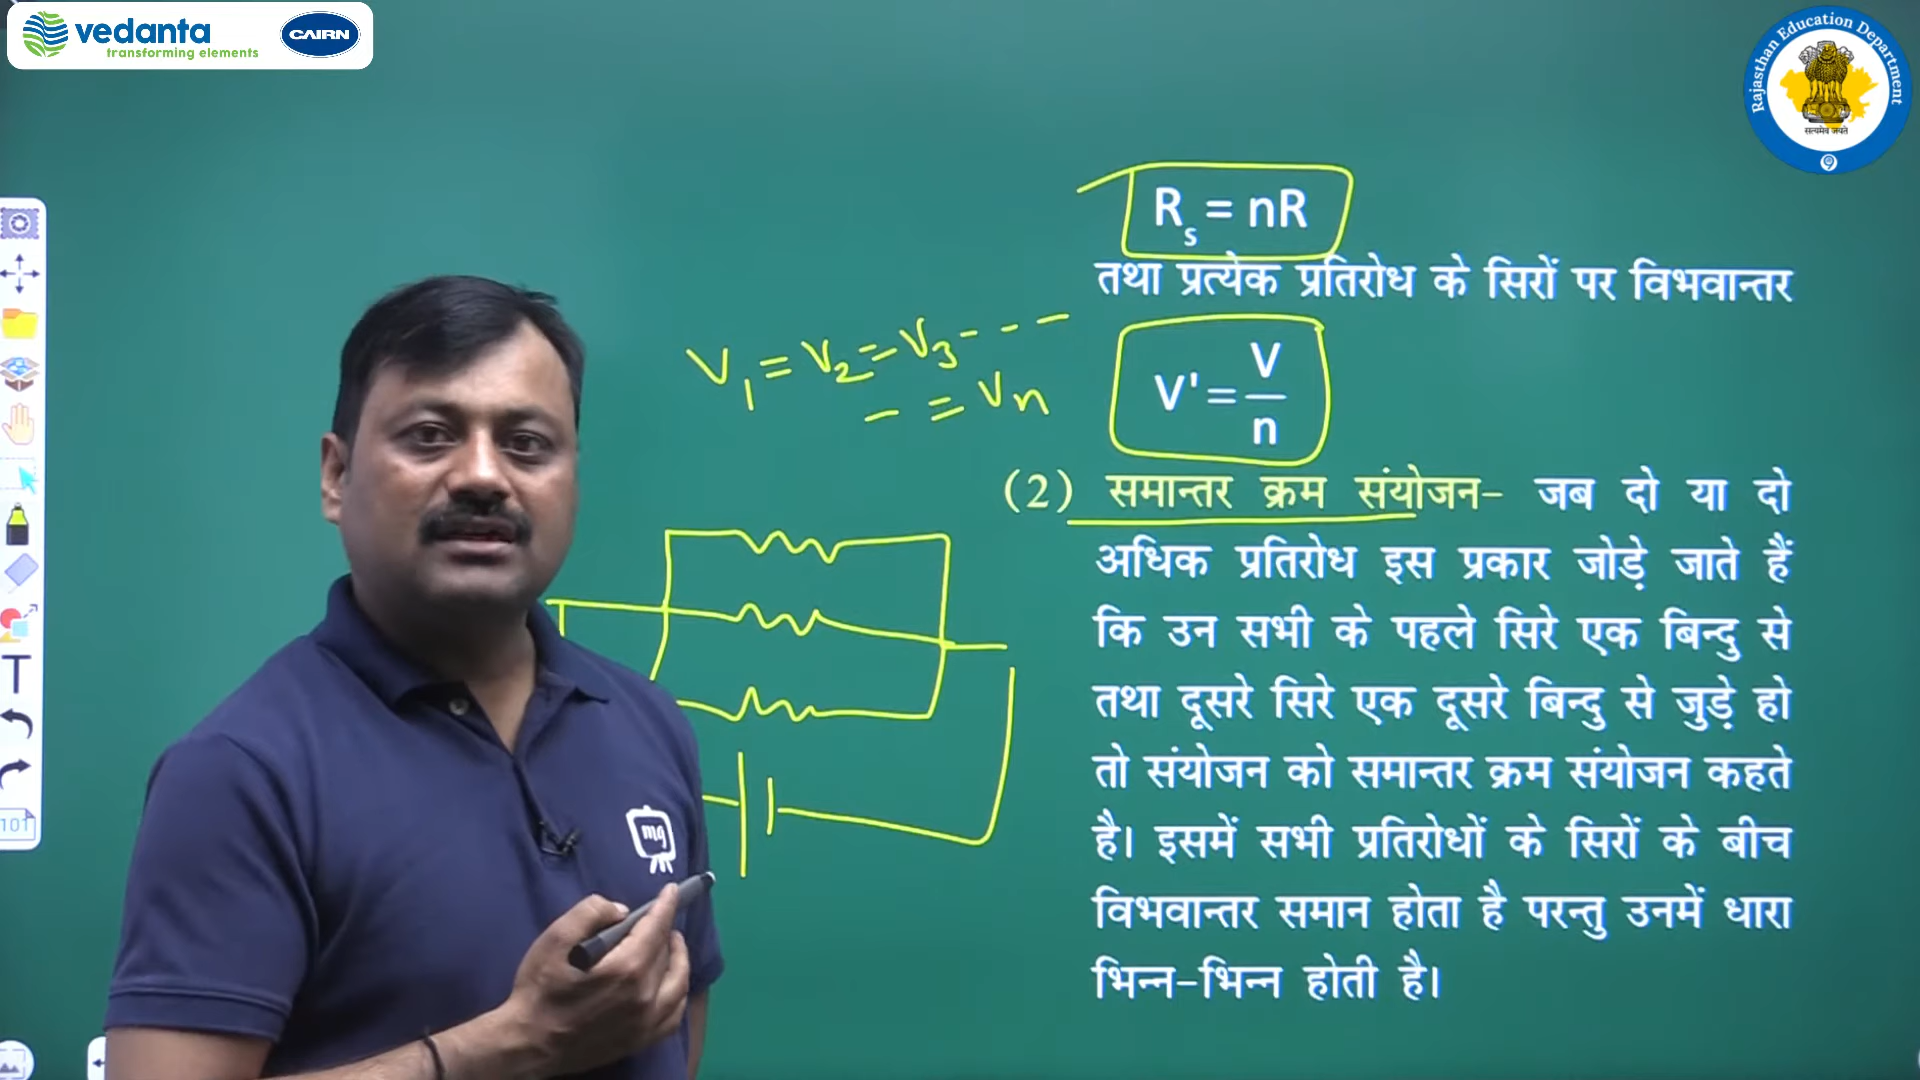 vedanta
transforming elements
CAIRN
Rajasthan Education Department
सत्यमेव जयते
Rs = nR
तथा प्रत्येक प्रतिरोध के सिरों पर विभवान्तर
V1 = V2 = V3 - - -
- = Vn
V' = V/n
(2) समान्तर क्रम संयोजन- जब दो या दो
अधिक प्रतिरोध इस प्रकार जोड़े जाते हैं
कि उन सभी के पहले सिरे एक बिन्दु से
तथा दूसरे सिरे एक दूसरे बिन्दु से जुड़े हो
तो संयोजन को समान्तर क्रम संयोजन कहते
है। इसमें सभी प्रतिरोधों के सिरों के बीच
विभवान्तर समान होता है परन्तु उनमें धारा
भिन्न-भिन्न होती है।
T
101
mg